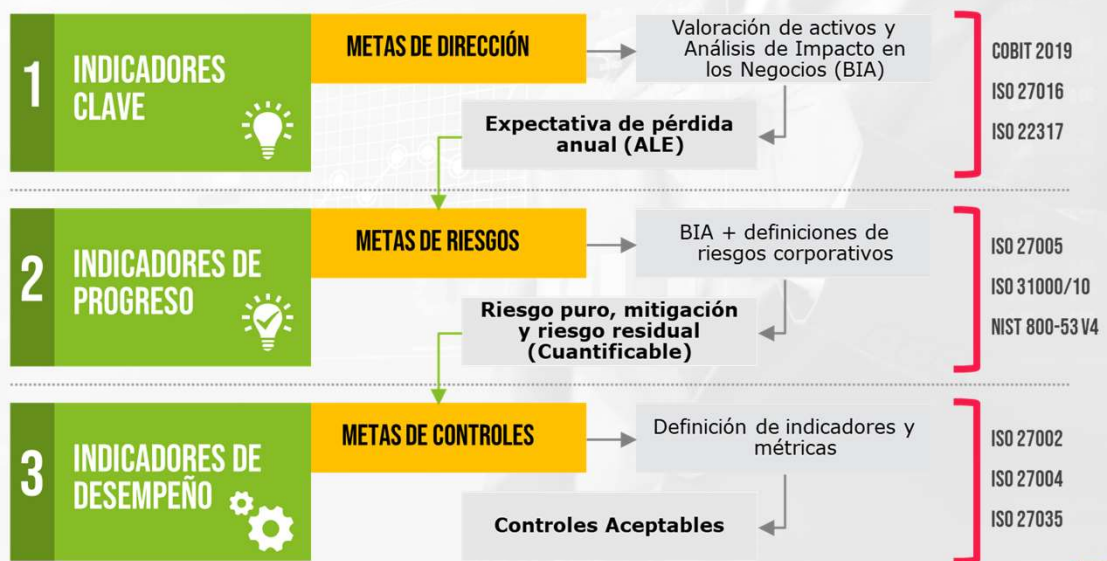 1
INDICADORES
CLAVE
METAS DE DIRECCIÓN
Valoración de activos y
Análisis de Impacto en
los Negocios (BIA)
Expectativa de pérdida
anual (ALE)
COBIT 2019
ISO 27016
ISO 22317
2
INDICADORES DE
PROGRESO
METAS DE RIESGOS
BIA + definiciones de
riesgos corporativos
Riesgo puro, mitigación
y riesgo residual
(Cuantificable)
ISO 27005
ISO 31000/10
NIST 800-53 V4
3
INDICADORES DE
DESEMPEÑO
METAS DE CONTROLES
Definición de indicadores y
métricas
Controles Aceptables
ISO 27002
ISO 27004
ISO 27035